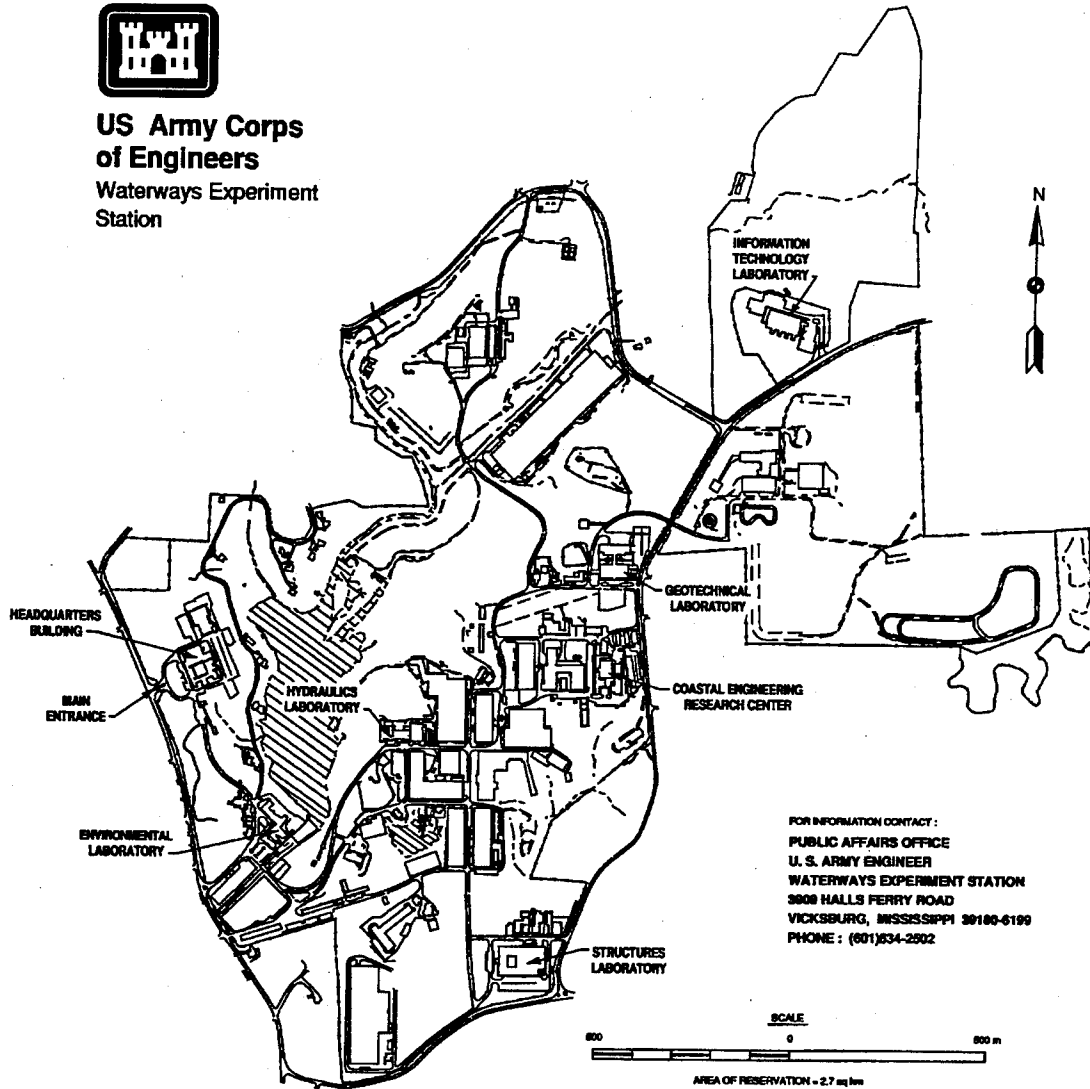 US Army Corps
of Engineers
Waterways Experiment
Station
N
INFORMATION
TECHNOLOGY
LABORATORY
HEADQUARTERS
BUILDING
MAIN
ENTRANCE
HYDRAULICS
LABORATORY
GEOTECHNICAL
LABORATORY
COASTAL ENGINEERING
RESEARCH CENTER
ENVIRONMENTAL
LABORATORY
STRUCTURES
LABORATORY
FOR INFORMATION CONTACT :
PUBLIC AFFAIRS OFFICE
U. S. ARMY ENGINEER
WATERWAYS EXPERIMENT STATION
3909 HALLS FERRY ROAD
VICKSBURG, MISSISSIPPI 39180-6199
PHONE : (601)634-2502
SCALE
500 0 500 m
AREA OF RESERVATION = 2.7 sq km